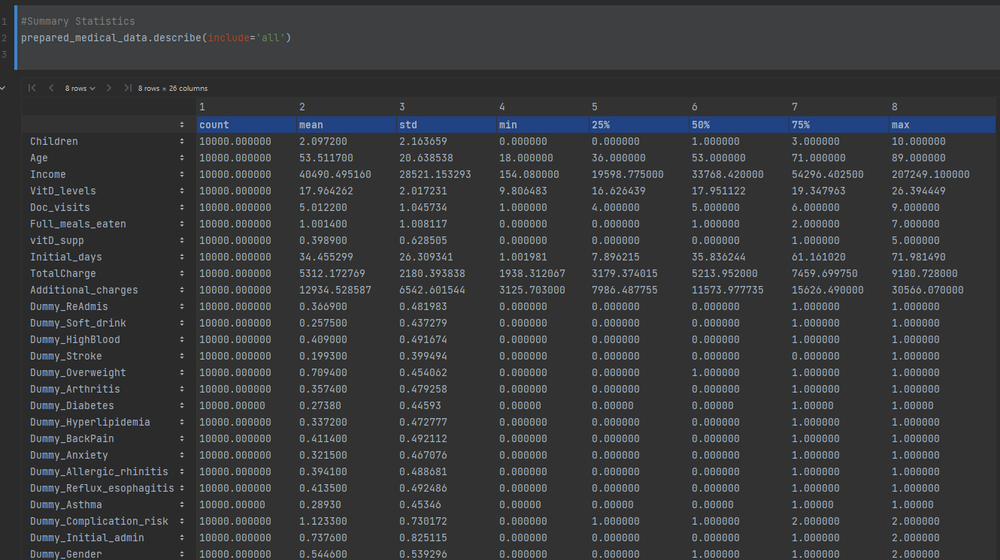 1 #Summary Statistics
2 prepared_medical_data.describe(include='all')
3
8 rows 8 rows × 26 columns
1 2 3 4 5 6 7 8
count mean std min 25% 50% 75% max
Children 10000.000000 2.097200 2.163659 0.000000 0.000000 1.000000 3.000000 10.000000
Age 10000.000000 53.511700 20.638538 18.000000 36.000000 53.000000 71.000000 89.000000
Income 10000.000000 40490.495160 28521.153293 154.080000 19598.775000 33768.420000 54296.402500 207249.100000
VitD_levels 10000.000000 17.964262 2.017231 9.806483 16.626439 17.951122 19.347963 26.394449
Doc_visits 10000.000000 5.012200 1.045734 1.000000 4.000000 5.000000 6.000000 9.000000
Full_meals_eaten 10000.000000 1.001400 1.008117 0.000000 0.000000 1.000000 2.000000 7.000000
vitD_supp 10000.000000 0.398900 0.628505 0.000000 0.000000 0.000000 1.000000 5.000000
Initial_days 10000.000000 34.455299 26.309341 1.001981 7.896215 35.836244 61.161020 71.981490
TotalCharge 10000.000000 5312.172769 2180.393838 1938.312067 3179.374015 5213.952000 7459.699750 9180.728000
Additional_charges 10000.000000 12934.528587 6542.601544 3125.703000 7986.487755 11573.977735 15626.490000 30566.070000
Dummy_ReAdmis 10000.000000 0.366900 0.481983 0.000000 0.000000 0.000000 1.000000 1.000000
Dummy_Soft_drink 10000.000000 0.257500 0.437279 0.000000 0.000000 0.000000 1.000000 1.000000
Dummy_HighBlood 10000.000000 0.409000 0.491674 0.000000 0.000000 0.000000 1.000000 1.000000
Dummy_Stroke 10000.000000 0.199300 0.399494 0.000000 0.000000 0.000000 0.000000 1.000000
Dummy_Overweight 10000.000000 0.709400 0.454062 0.000000 0.000000 1.000000 1.000000 1.000000
Dummy_Arthritis 10000.000000 0.357400 0.479258 0.000000 0.000000 0.000000 1.000000 1.000000
Dummy_Diabetes 10000.00000 0.27380 0.44593 0.00000 0.00000 0.00000 1.00000 1.00000
Dummy_Hyperlipidemia 10000.000000 0.337200 0.472777 0.000000 0.000000 0.000000 1.000000 1.000000
Dummy_BackPain 10000.000000 0.411400 0.492112 0.000000 0.000000 0.000000 1.000000 1.000000
Dummy_Anxiety 10000.000000 0.321500 0.467076 0.000000 0.000000 0.000000 1.000000 1.000000
Dummy_Allergic_rhinitis 10000.000000 0.394100 0.488681 0.000000 0.000000 0.000000 1.000000 1.000000
Dummy_Reflux_esophagitis 10000.000000 0.413500 0.492486 0.000000 0.000000 0.000000 1.000000 1.000000
Dummy_Asthma 10000.00000 0.28930 0.45346 0.00000 0.00000 0.00000 1.00000 1.00000
Dummy_Complication_risk 10000.000000 1.123300 0.730172 0.000000 1.000000 1.000000 2.000000 2.000000
Dummy_Initial_admin 10000.000000 0.737600 0.825115 0.000000 0.000000 0.000000 1.000000 2.000000
Dummy_Gender 10000.000000 0.544600 0.539296 0.000000 0.000000 1.000000 1.000000 2.000000